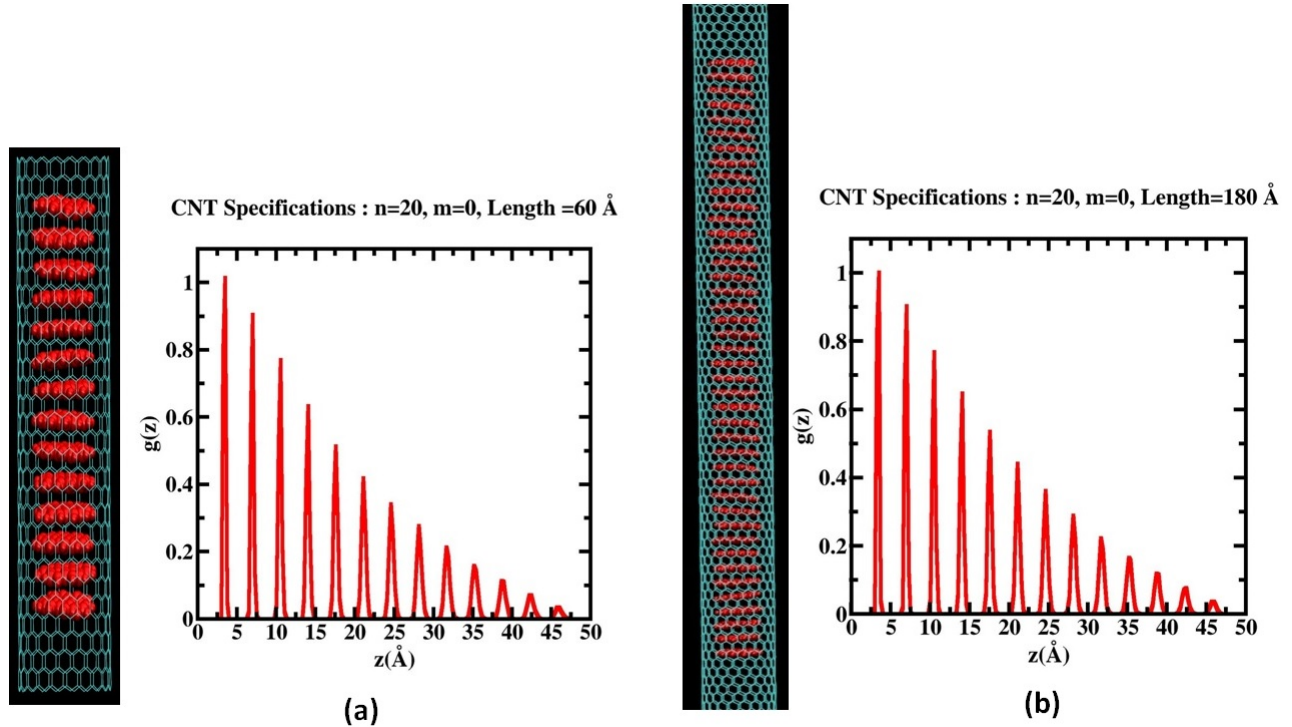 CNT Specifications : n=20, m=0, Length =60 Å
1
0.8
0.6
0.4
0.2
0
g(z)
0 5 10 15 20 25 30 35 40 45 50
z(Å)
(a)
CNT Specifications : n=20, m=0, Length=180 Å
1
0.8
0.6
0.4
0.2
0
g(z)
0 5 10 15 20 25 30 35 40 45 50
z(Å)
(b)